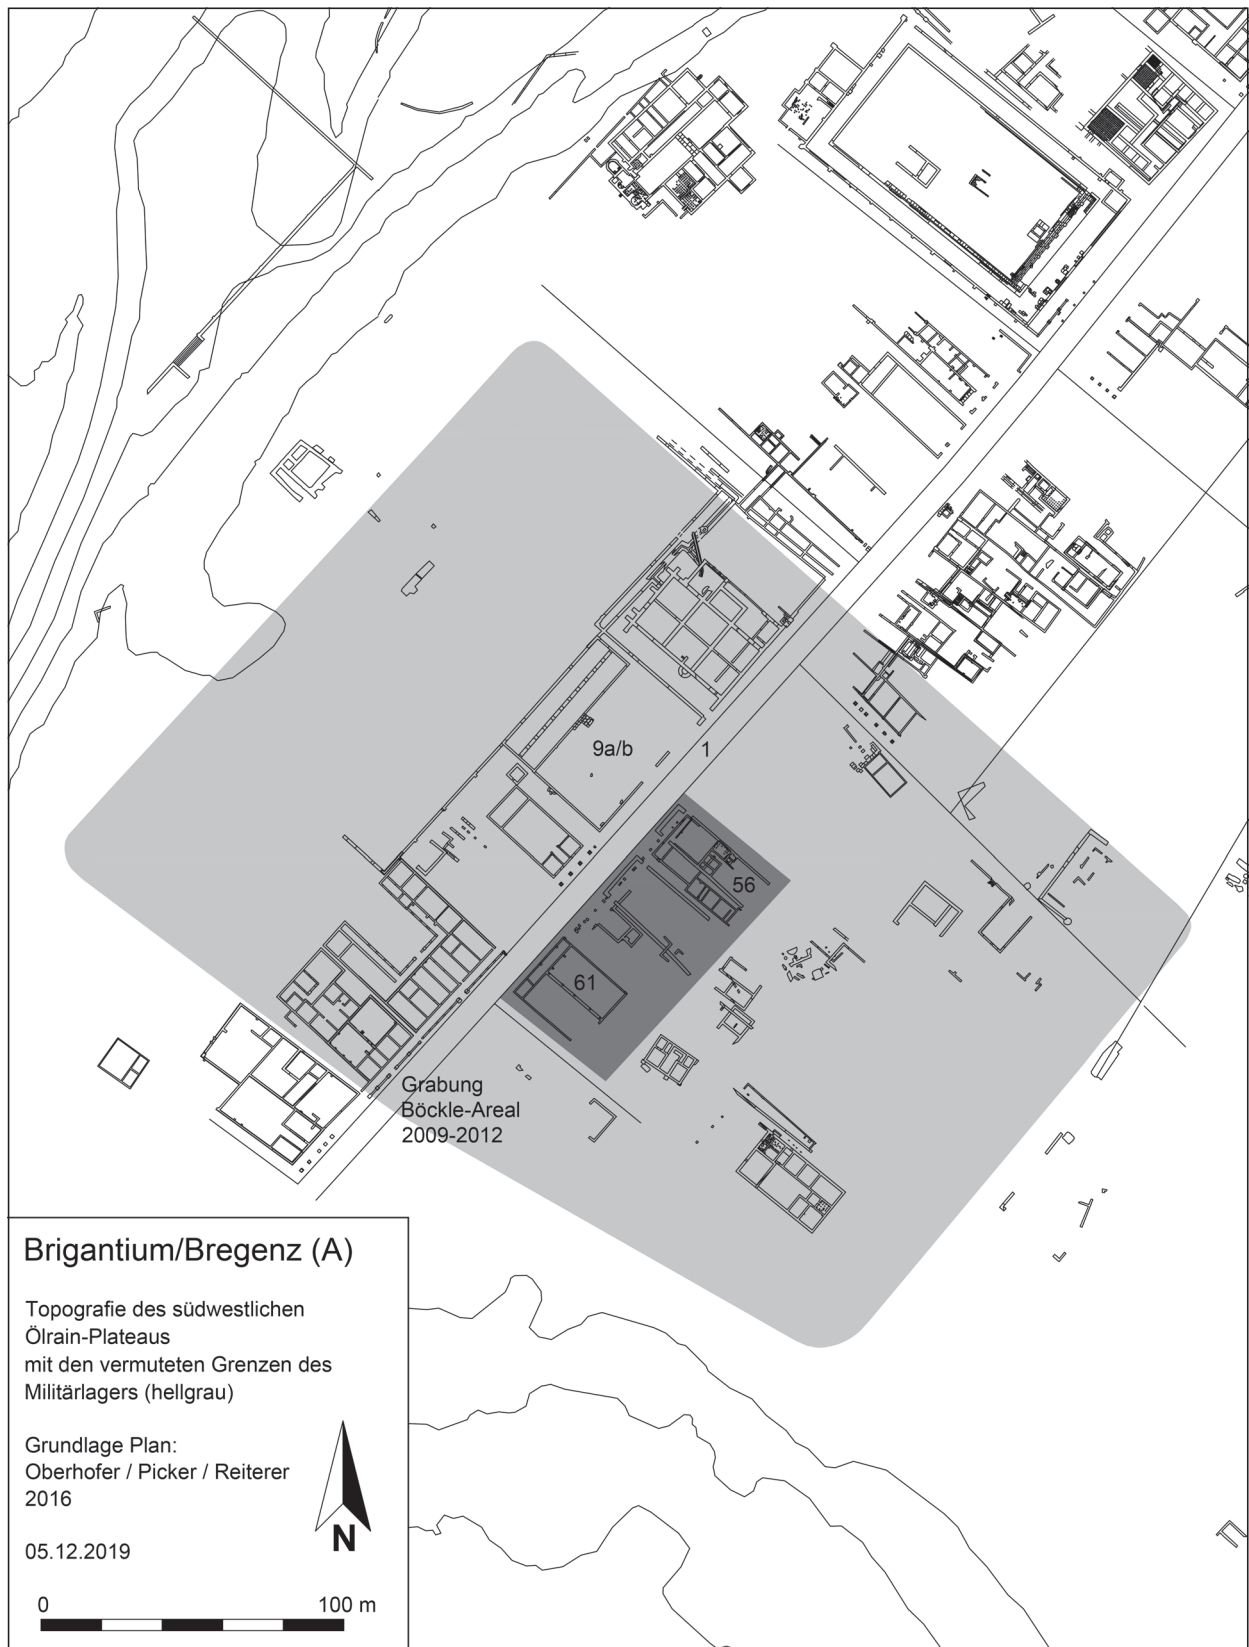 9a/b
1
56
61
Grabung
Böckle-Areal
2009-2012
Brigantium/Bregenz (A)
Topografie des südwestlichen
Ölrain-Plateaus
mit den vermuteten Grenzen des
Militärlagers (hellgrau)
Grundlage Plan:
Oberhofer / Picker / Reiterer
2016
N
05.12.2019
0 100 m